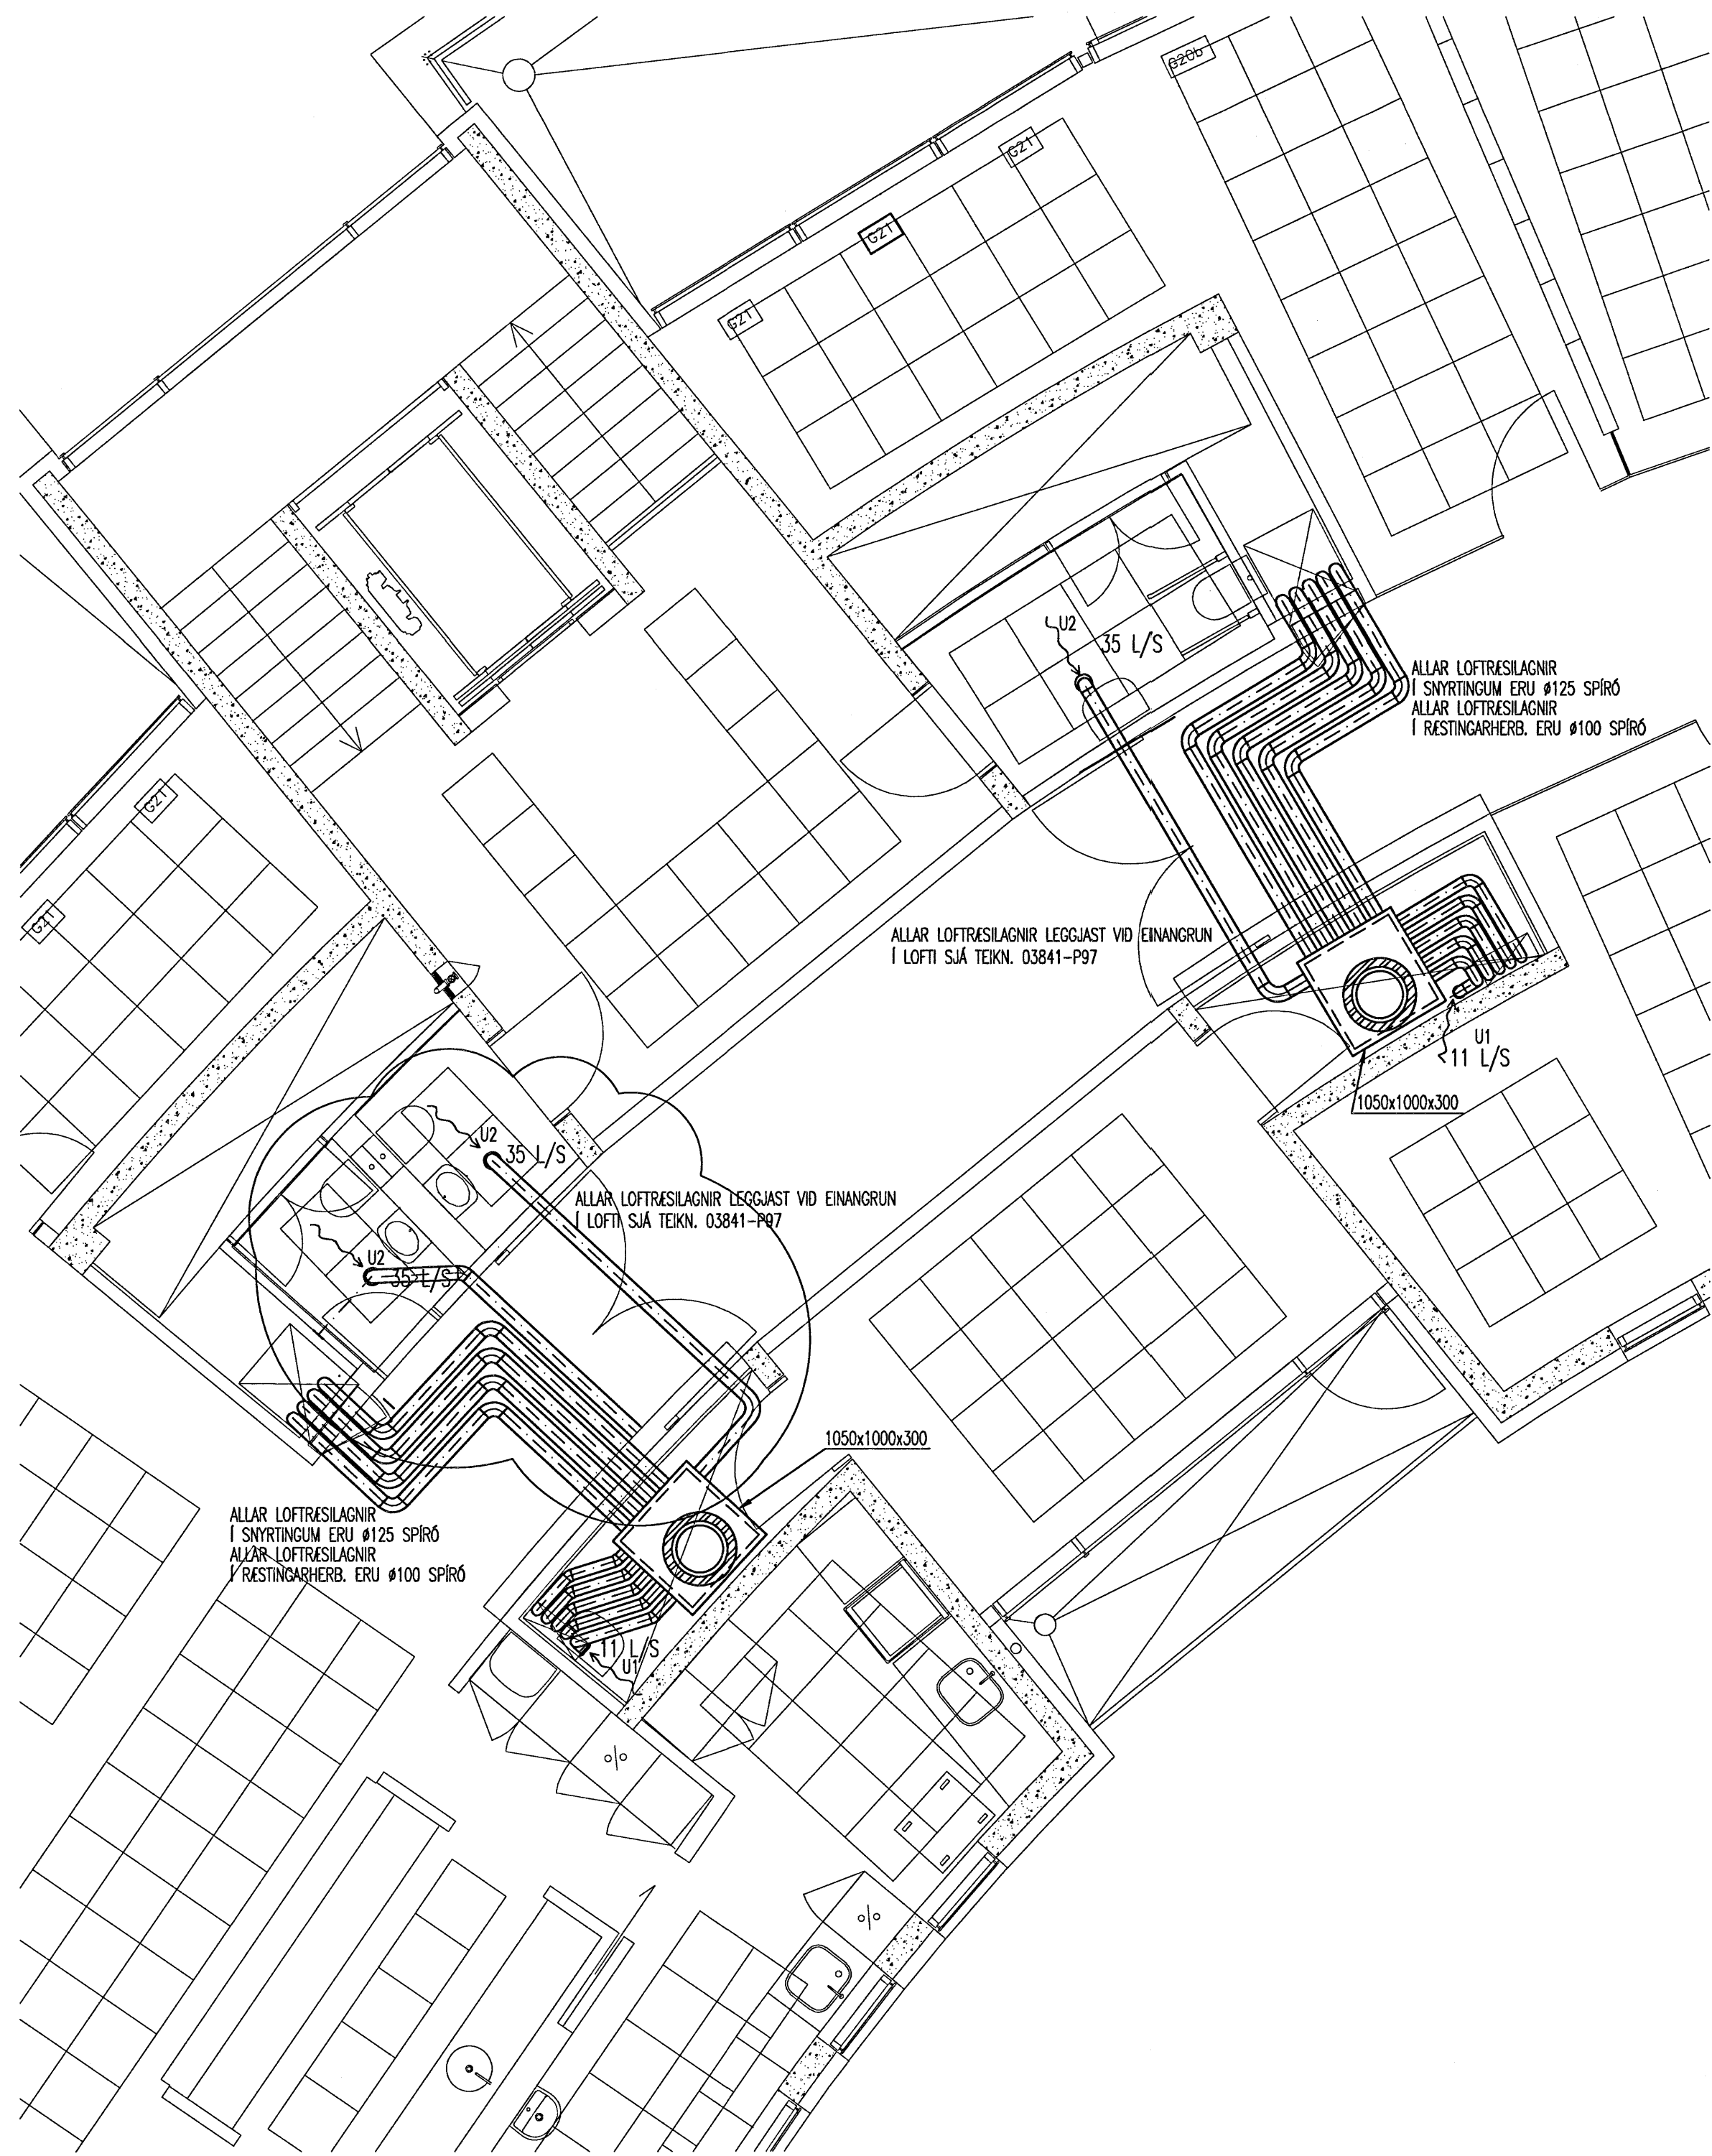 G20b
G21
G21
G21
U2
35 L/S
ALLAR LOFTRÆSILAGNIR
Í SNYRTINGUM ERU ø125 SPÍRÓ
ALLAR LOFTRÆSILAGNIR
Í RÆSTINGARHERB. ERU ø100 SPÍRÓ
G21
G21
ALLAR LOFTRÆSILAGNIR LEGGJAST VIÐ EINANGRUN
Í LOFTI SJÁ TEIKN. 03841-P97
U1
11 L/S
1050x1000x300
U2
35 L/S
ALLAR LOFTRÆSILAGNIR LEGGJAST VIÐ EINANGRUN
Í LOFTI SJÁ TEIKN. 03841-P97
U2
35 L/S
1050x1000x300
ALLAR LOFTRÆSILAGNIR
Í SNYRTINGUM ERU ø125 SPÍRÓ
ALLAR LOFTRÆSILAGNIR
Í RÆSTINGARHERB. ERU ø100 SPÍRÓ
11 L/S
U1
%
%